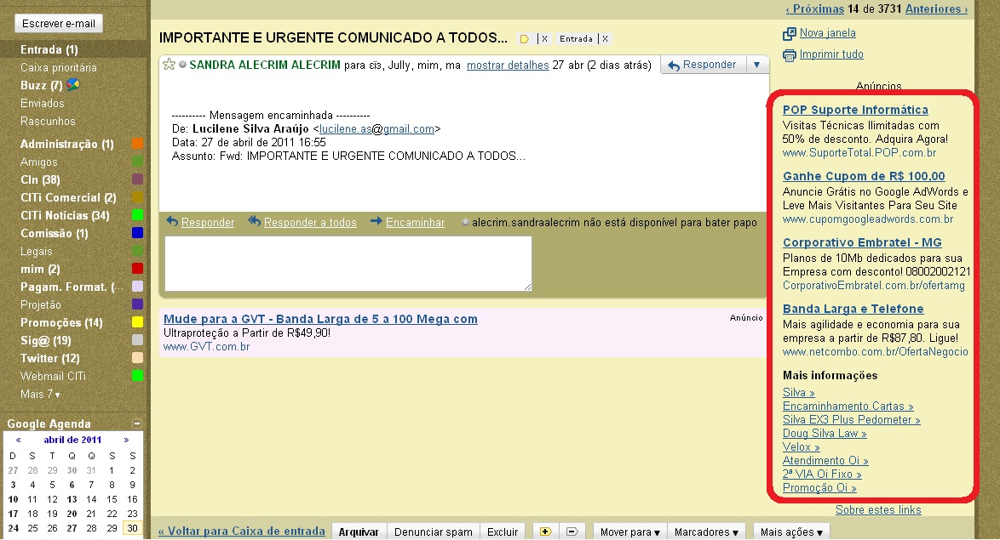 Escrever e-mail
Entrada (1)
Caixa prioritária
Buzz (7)
Enviados
Rascunhos
Administração (1)
Amigos
CIn (38)
CITi Comercial (2)
CITi Notícias (34)
Comissão (1)
Legais
mim (2)
Pagam. Format. (...
Projetão
Promoções (14)
Sig@ (19)
Twitter (12)
Webmail CITi
Mais 7▾
Google Agenda –
« abril de 2011 »
D S T Q Q S S
27 28 29 30 31 1 2
3 4 5 6 7 8 9
10 11 12 13 14 15 16
17 18 19 20 21 22 23
24 25 26 27 28 29 30
‹ Próximas 14 de 3731 Anteriores ›
IMPORTANTE E URGENTE COMUNICADO A TODOS... | X Entrada | X
SANDRA ALECRIM ALECRIM para sïs, Jully, mim, ma mostrar detalhes 27 abr (2 dias atrás) Responder ▼
---------- Mensagem encaminhada ----------
De: Lucilene Silva Araújo <lucilene.as@gmail.com>
Data: 27 de abril de 2011 16:55
Assunto: Fwd: IMPORTANTE E URGENTE COMUNICADO A TODOS...
Responder Responder a todos Encaminhar alecrim.sandraalecrim não está disponível para bater papo
Mude para a GVT - Banda Larga de 5 a 100 Mega com Anúncio
Ultraproteção a Partir de R$49,90!
www.GVT.com.br
Nova janela
Imprimir tudo
Anúncios
POP Suporte Informática
Visitas Técnicas Ilimitadas com
50% de desconto. Adquira Agora!
www.SuporteTotal.POP.com.br
Ganhe Cupom de R$ 100,00
Anuncie Grátis no Google AdWords e
Leve Mais Visitantes Para Seu Site
www.cupomgoogleadwords.com.br
Corporativo Embratel - MG
Planos de 10Mb dedicados para sua
Empresa com desconto! 08002002121
CorporativoEmbratel.com.br/ofertamg
Banda Larga e Telefone
Mais agilidade e economia para sua
empresa a partir de R$87,80. Ligue!
www.netcombo.com.br/OfertaNegocio
Mais informações
Silva »
Encaminhamento Cartas »
Silva EX3 Plus Pedometer »
Doug Silva Law »
Velox »
Atendimento Oi »
2ª VIA Oi Fixo »
Promoção Oi »
Sobre estes links
« Voltar para Caixa de entrada Arquivar Denunciar spam Excluir Mover para ▾ Marcadores ▾ Mais ações ▾